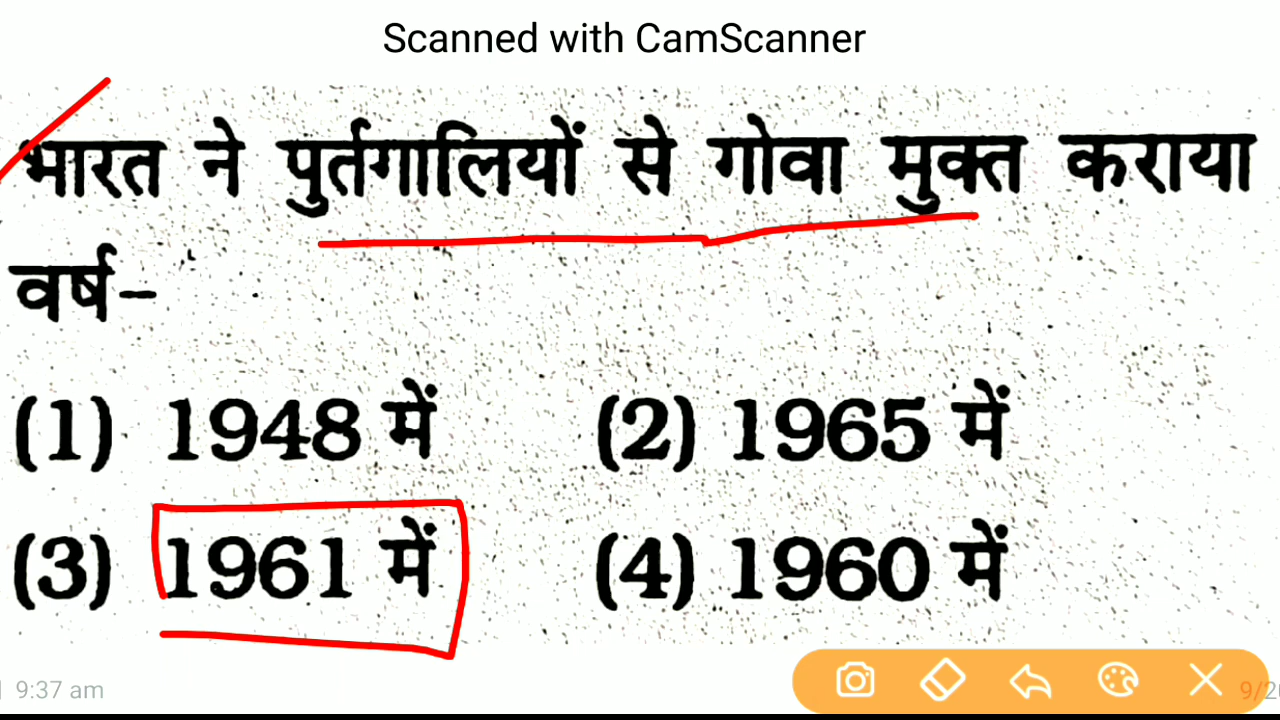 Scanned with CamScanner
भारत ने पुर्तगालियों से गोवा मुक्त कराया
वर्ष–
(1) 1948 में (2) 1965 में
(3) 1961 में (4) 1960 में
9:37 am